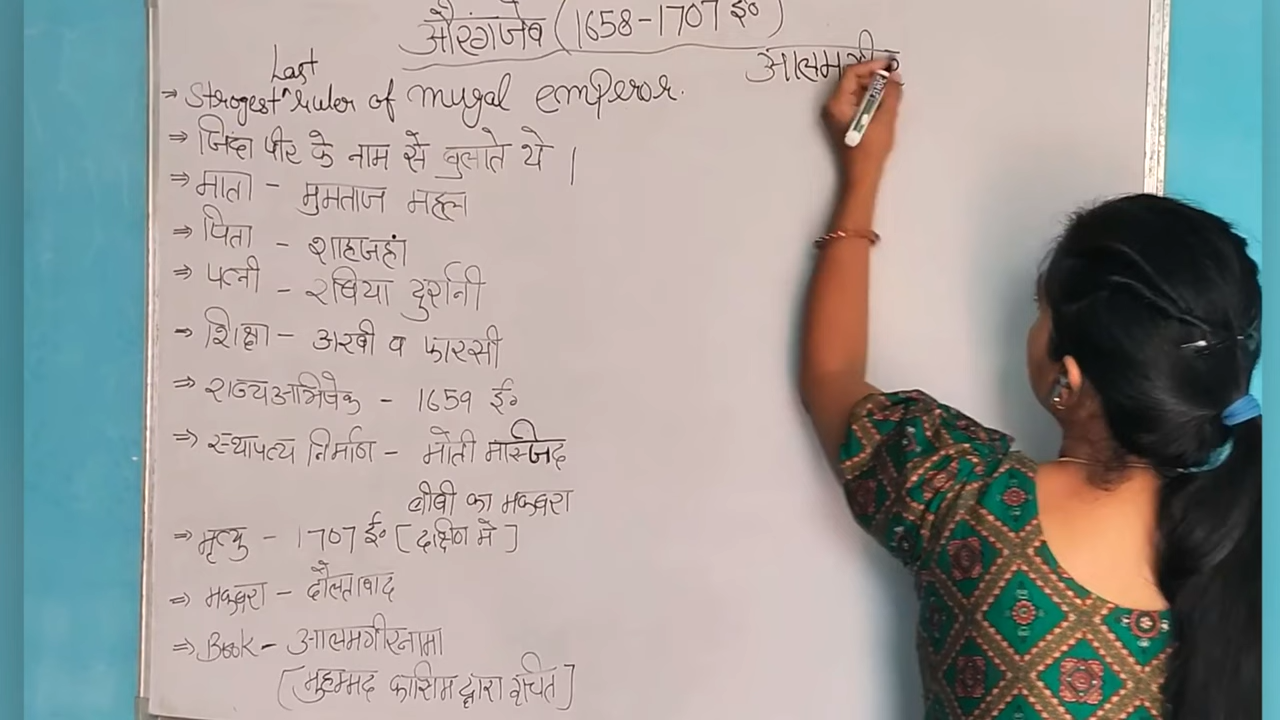 औरंगजेब (1658-1707 ई०)
आलमगीर
Last
⇒ Strogest ^ ruler of mugal emperor.
⇒ जिंदा पीर के नाम से बुलाते थे |
⇒ माता - मुमताज महल
⇒ पिता - शाहजहां
⇒ पत्नी - रबिया दुर्रानी
⇒ शिक्षा - अरबी व फारसी
⇒ राज्यअभिषेक - 1659 ई०
⇒ स्थापत्य निर्माण - मोती मस्जिद
बीबी का मकबरा
⇒ मृत्यु - 1707 ई० [दक्षिण मे]
⇒ मकबरा - दौलताबाद
⇒ Book - आलमगीरनामा
[मुहम्मद कासिम द्वारा रचित]